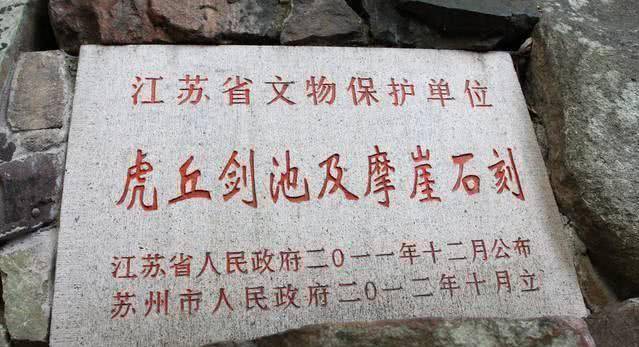 江苏省文物保护单位
虎丘剑池及摩崖石刻
江苏省人民政府二〇一一年十二月公布
苏州市人民政府二〇一二年十月立